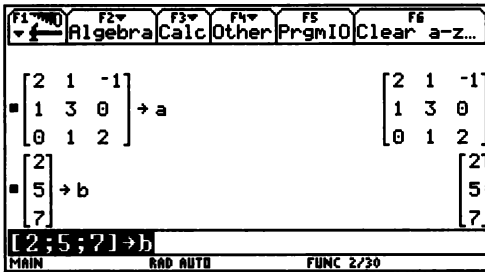 F1 F2 Algebra F3 Calc F4 Other F5 PrgmIO F6 Clear a-z…
[2 1 -1] [2 1 -1]
▪ [1 3 0] → a [1 3 0]
[0 1 2] [0 1 2]
[2] [2]
▪ [5] → b [5]
[7] [7]
[2;5;7]→b
MAIN RAD AUTO FUNC 2/30